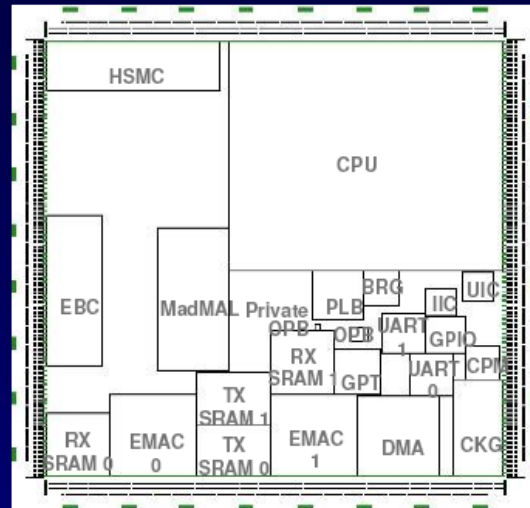 HSMC
CPU
EBC
MadMAL
Private
OPB
PLB
BRG
UIC
IIC
OPB
UART
1
GPIO
RX
SRAM 1
GPT
UART
0
CPM
TX
SRAM 1
RX
SRAM 0
EMAC
0
TX
SRAM 0
EMAC
1
DMA
CKG